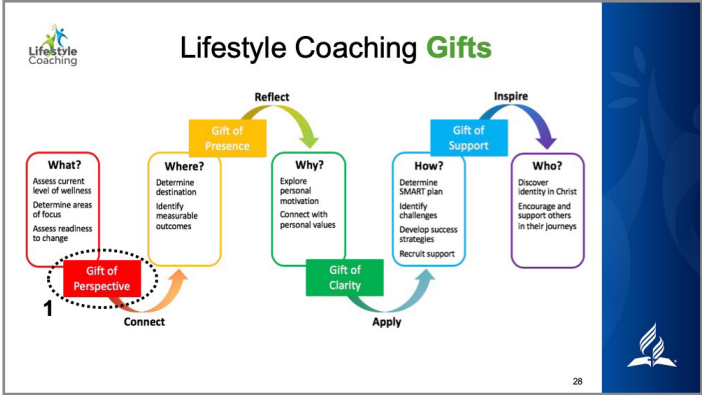 Lifestyle
Coaching
Lifestyle Coaching Gifts
Reflect
Inspire
Gift of
Presence
Gift of
Support
What?
Assess current
level of wellness
Determine areas
of focus
Assess readiness
to change
Where?
Determine
destination
Identify
measurable
outcomes
Why?
Explore
personal
motivation
Connect with
personal values
How?
Determine
SMART plan
Identify
challenges
Develop success
strategies
Recruit support
Who?
Discover
identity in Christ
Encourage and
support others
in their journeys
Gift of
Perspective
Gift of
Clarity
1
Connect
Apply
28